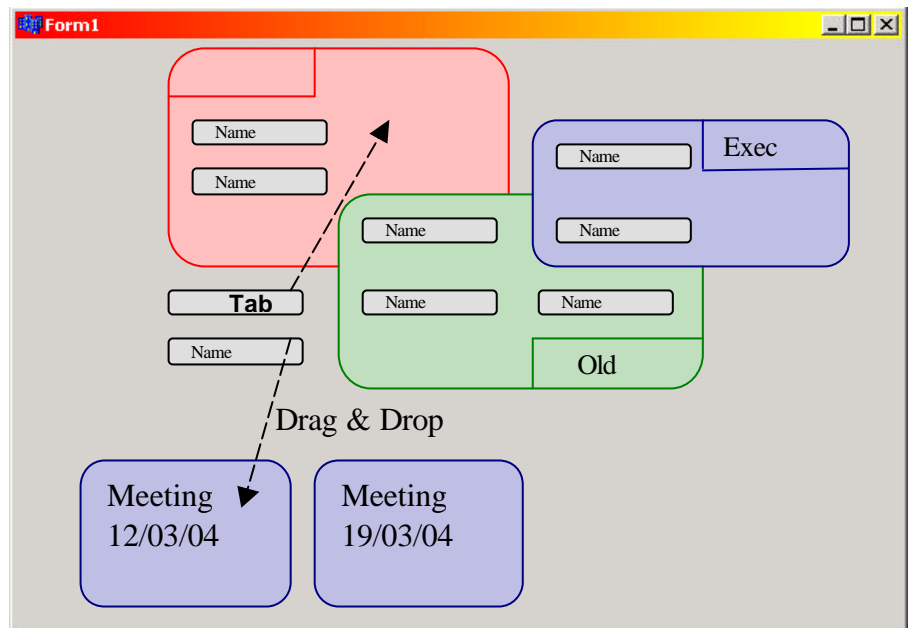 Form1
Name
Name
Name
Exec
Name
Name
Tab
Name
Name
Name
Old
Drag & Drop
Meeting
12/03/04
Meeting
19/03/04